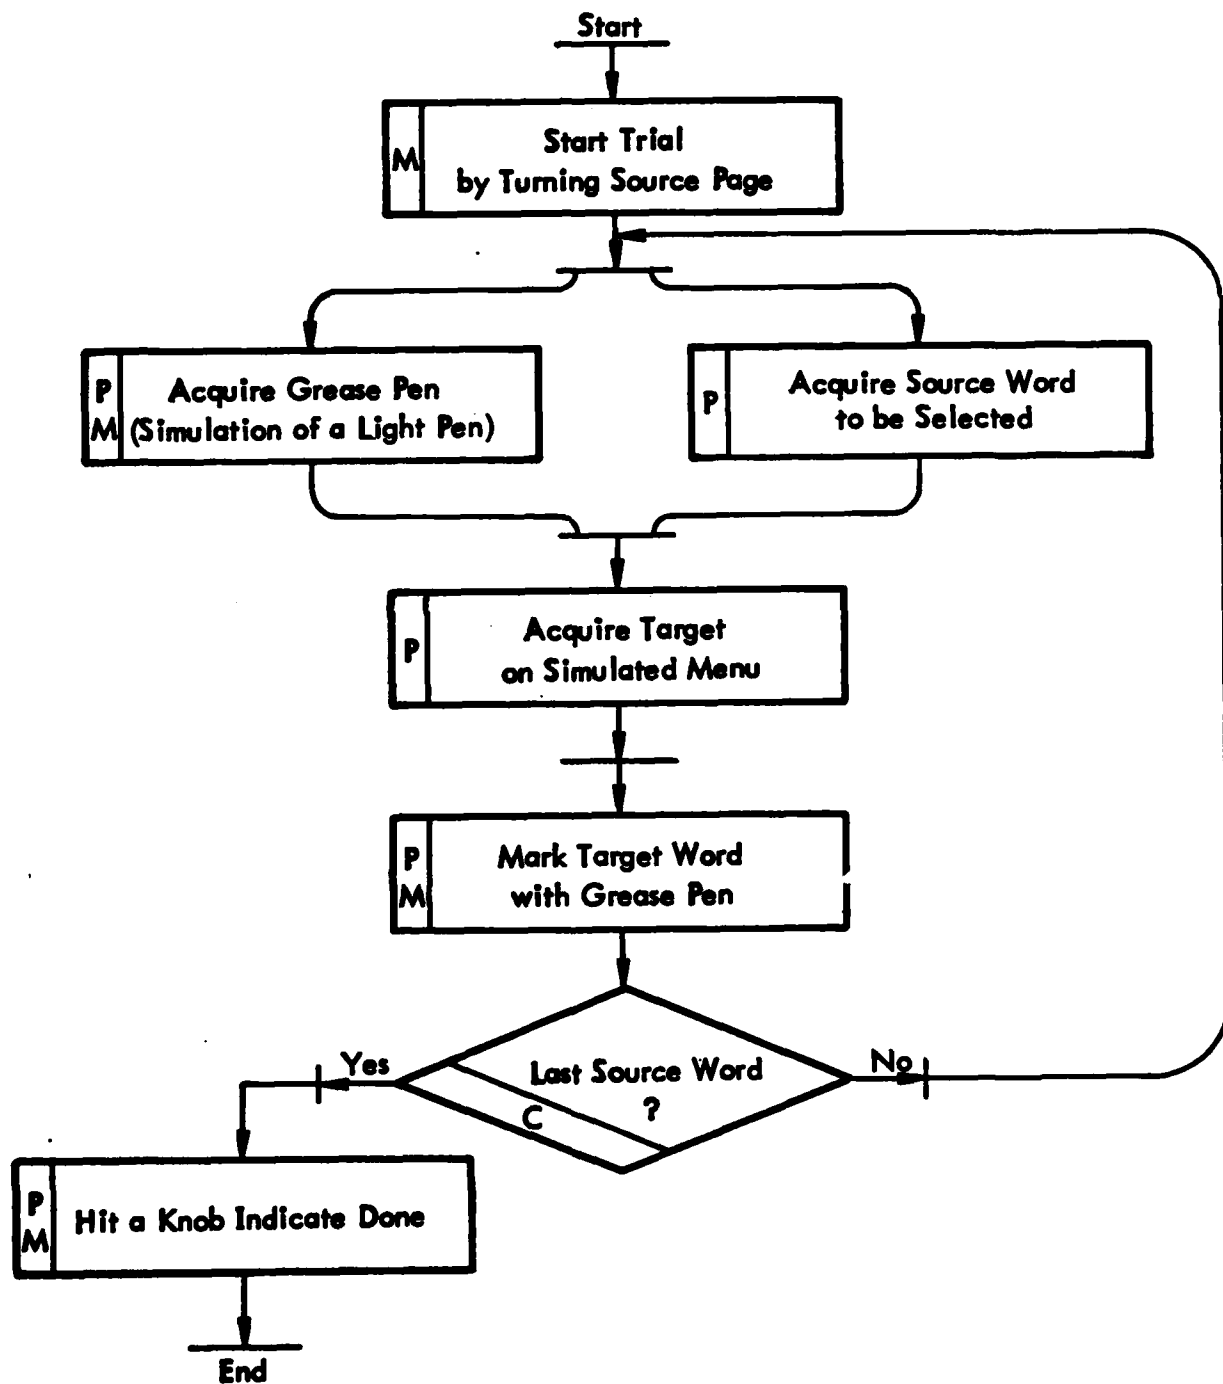 Start
M
Start Trial
by Turning Source Page
P
M
Acquire Grease Pen
(Simulation of a Light Pen)
P
Acquire Source Word
to be Selected
P
Acquire Target
on Simulated Menu
P
M
Mark Target Word
with Grease Pen
Yes
Last Source Word
?
C
No
P
M
Hit a Knob Indicate Done
End